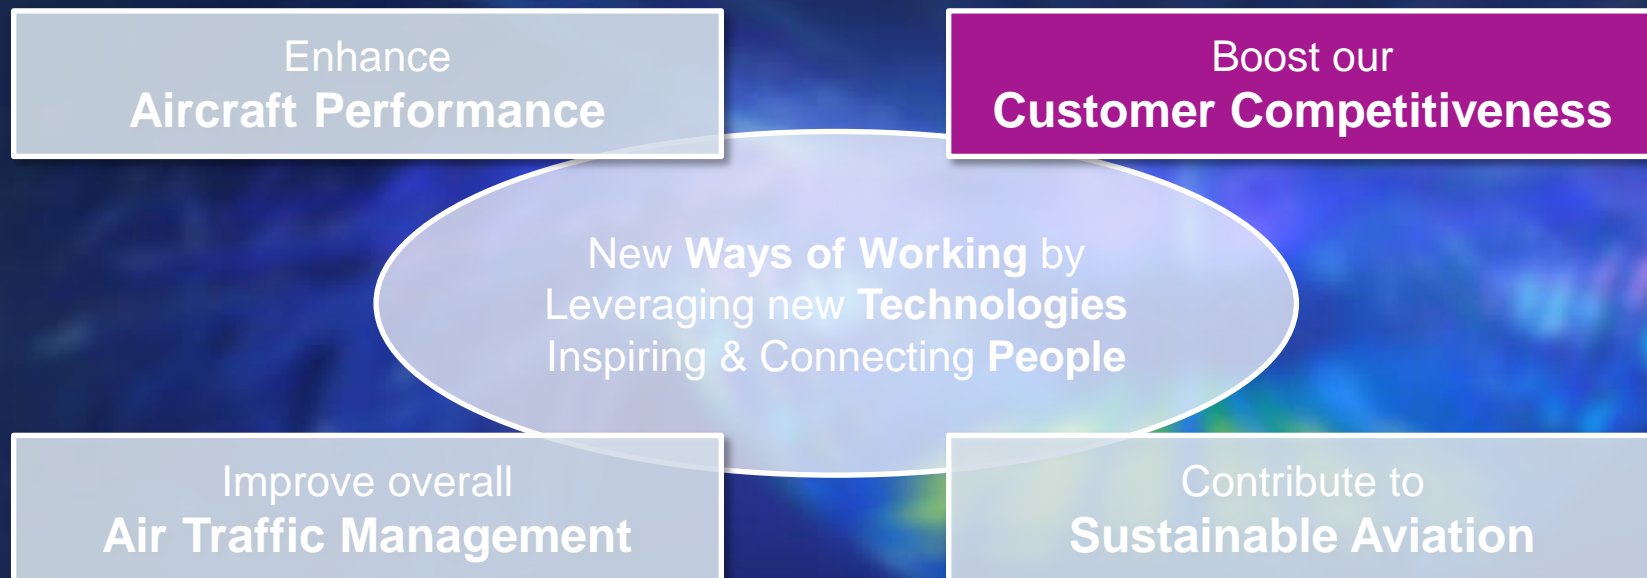 Enhance
Aircraft Performance
Boost our
Customer Competitiveness
New Ways of Working by
Leveraging new Technologies
Inspiring & Connecting People
Improve overall
Air Traffic Management
Contribute to
Sustainable Aviation